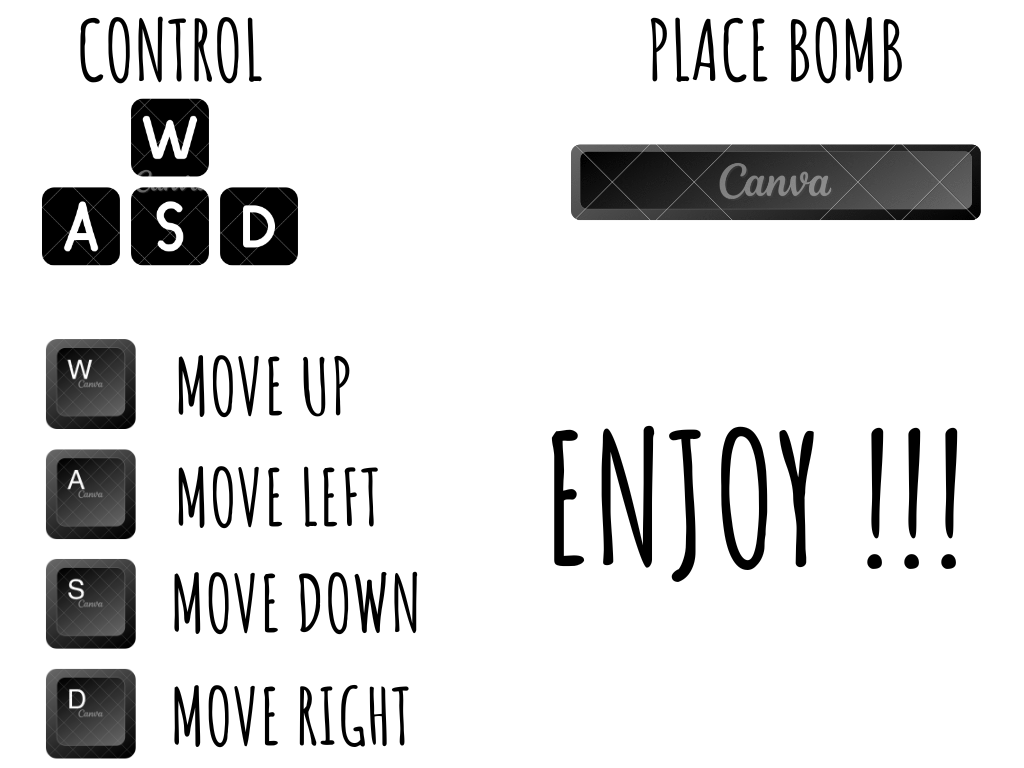 CONTROL
W
A S D
PLACE BOMB
Canva
W
Canva
MOVE UP
A
Canva
MOVE LEFT
S
Canva
MOVE DOWN
D
Canva
MOVE RIGHT
ENJOY !!!